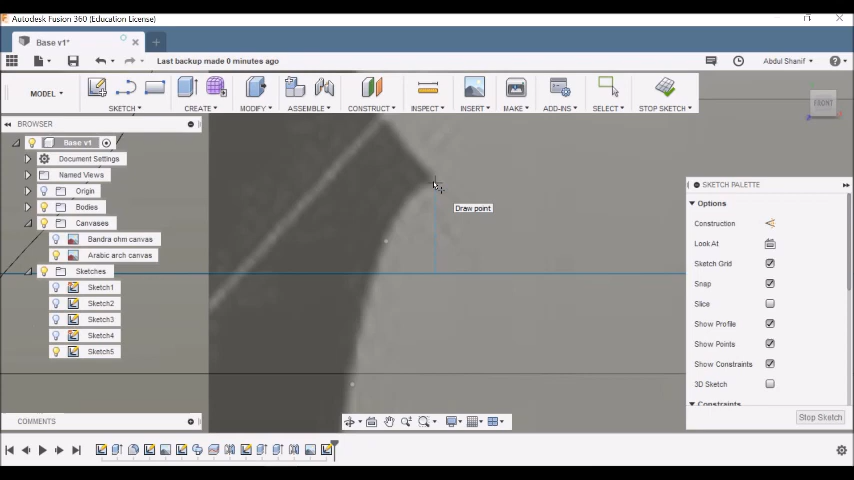 Autodesk Fusion 360 (Education License)
Base v1*
Last backup made 0 minutes ago
Abdul Shanif
MODEL
SKETCH
CREATE
MODIFY
ASSEMBLE
CONSTRUCT
INSPECT
INSERT
MAKE
ADD-INS
SELECT
STOP SKETCH
FRONT
BROWSER
Base v1
Document Settings
Named Views
Origin
Bodies
Canvases
Bandra ohm canvas
Arabic arch canvas
Sketches
Sketch1
Sketch2
Sketch3
Sketch4
Sketch5
Draw point
SKETCH PALETTE
Options
Construction
Look At
Sketch Grid
Snap
Slice
Show Profile
Show Points
Show Constraints
3D Sketch
Constraints
Stop Sketch
COMMENTS